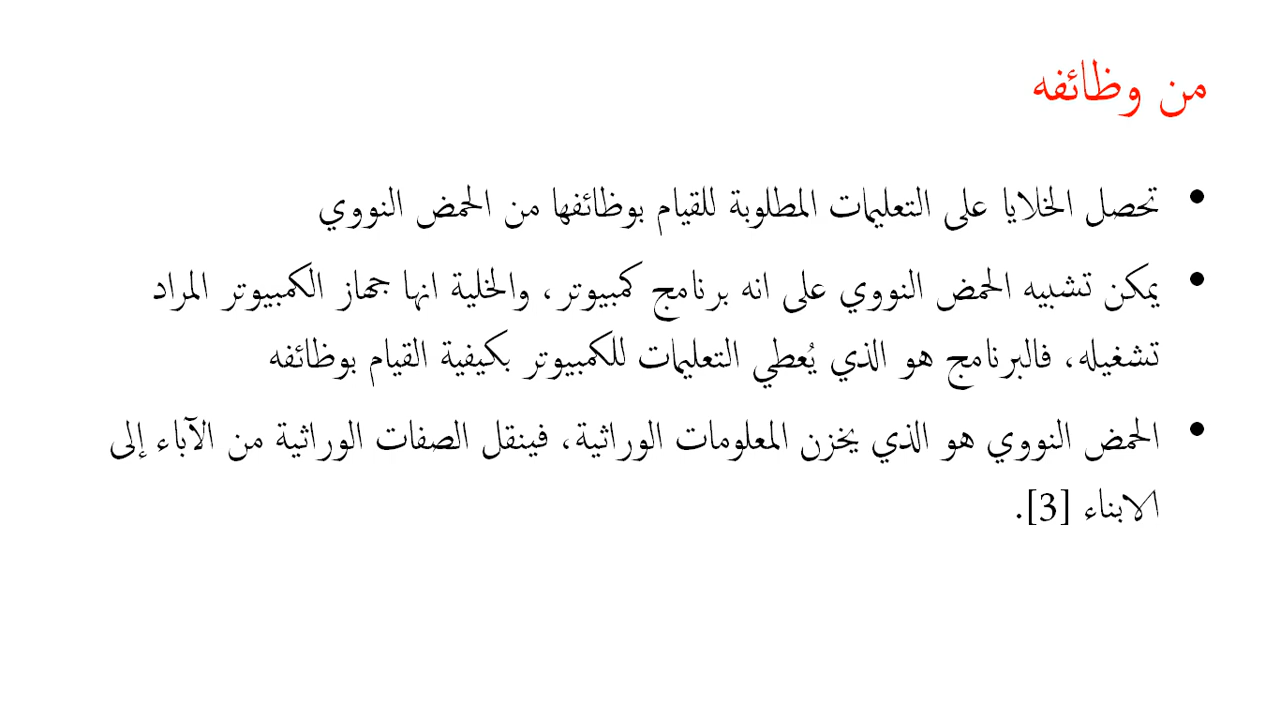 من وظائفه
• تحصل الخلايا على التعليمات المطلوبة للقيام بوظائفها من الحمض النووي
• يمكن تشبيه الحمض النووي على انه برنامج كمبيوتر، والخلية انها جهاز الكمبيوتر المراد
تشغيله، فالبرنامج هو الذي يُعطي التعليمات للكمبيوتر بكيفية القيام بوظائفه
• الحمض النووي هو الذي يخزن المعلومات الوراثية، فينقل الصفات الوراثية من الآباء إلى
الابناء [3].